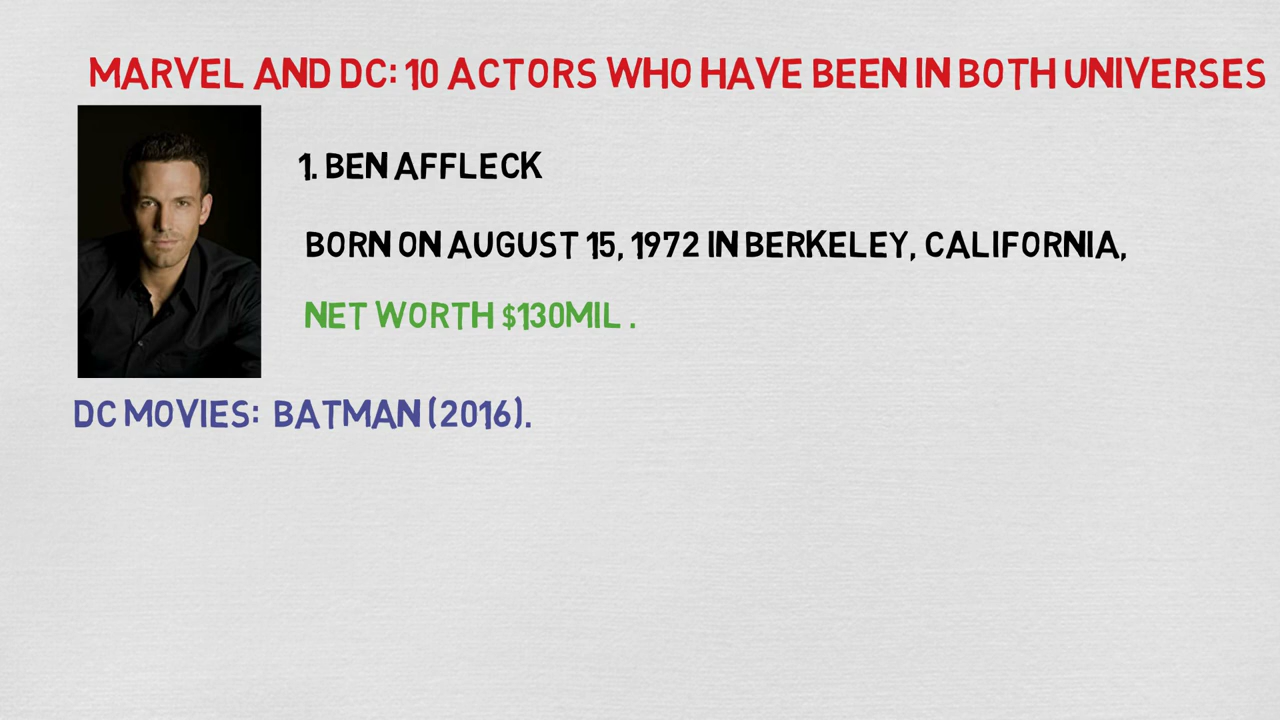 MARVEL AND DC: 10 ACTORS WHO HAVE BEEN IN BOTH UNIVERSES
1. BEN AFFLECK
BORN ON AUGUST 15, 1972 IN BERKELEY, CALIFORNIA,
NET WORTH $130MIL .
DC MOVIES: BATMAN (2016).